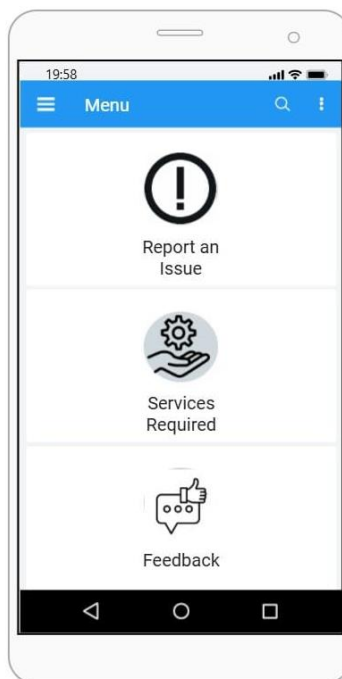 19:58
Menu
Report an
Issue
Services
Required
Feedback